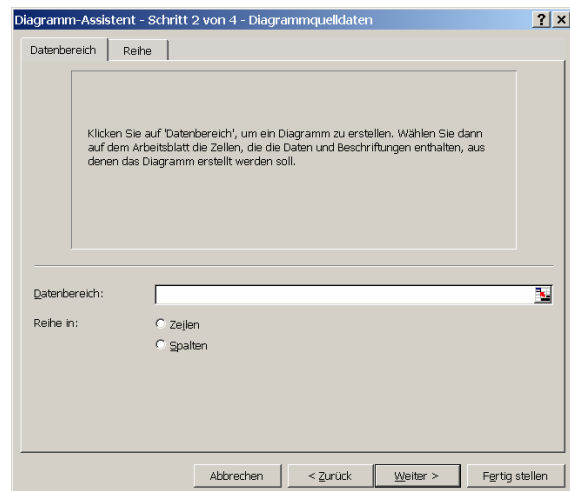 Diagramm-Assistent - Schritt 2 von 4 - Diagrammquelldaten
Datenbereich Reihe
Klicken Sie auf 'Datenbereich', um ein Diagramm zu erstellen. Wählen Sie dann
auf dem Arbeitsblatt die Zellen, die die Daten und Beschriftungen enthalten, aus
denen das Diagramm erstellt werden soll.
Datenbereich:
Reihe in: Zeilen
Spalten
Abbrechen < Zurück Weiter > Fertig stellen